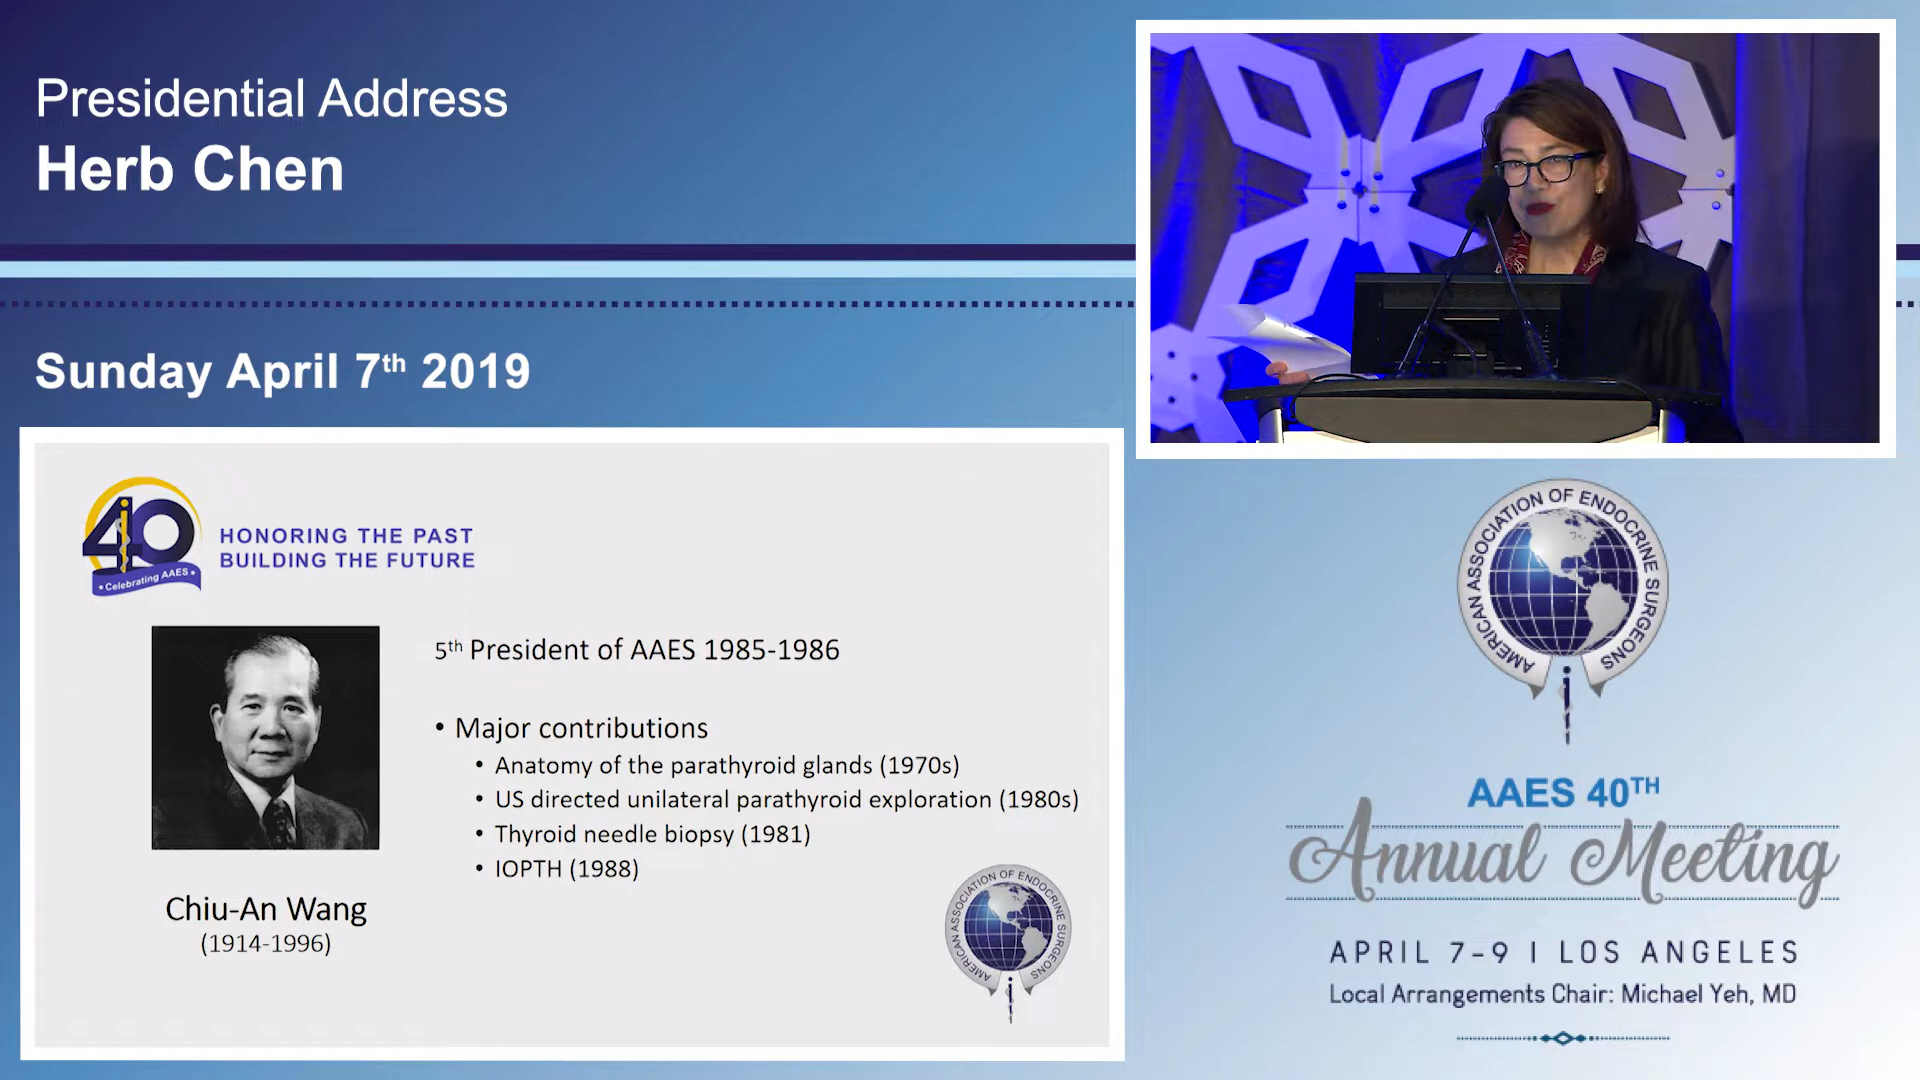 Presidential Address
Herb Chen
Sunday April 7th 2019
40
• Celebrating AAES •
HONORING THE PAST
BUILDING THE FUTURE
5th President of AAES 1985-1986
• Major contributions
• Anatomy of the parathyroid glands (1970s)
• US directed unilateral parathyroid exploration (1980s)
• Thyroid needle biopsy (1981)
• IOPTH (1988)
Chiu-An Wang
(1914-1996)
AMERICAN ASSOCIATION OF ENDOCRINE SURGEONS
AMERICAN ASSOCIATION OF ENDOCRINE SURGEONS
AAES 40TH
Annual Meeting
APRIL 7-9 | LOS ANGELES
Local Arrangements Chair: Michael Yeh, MD